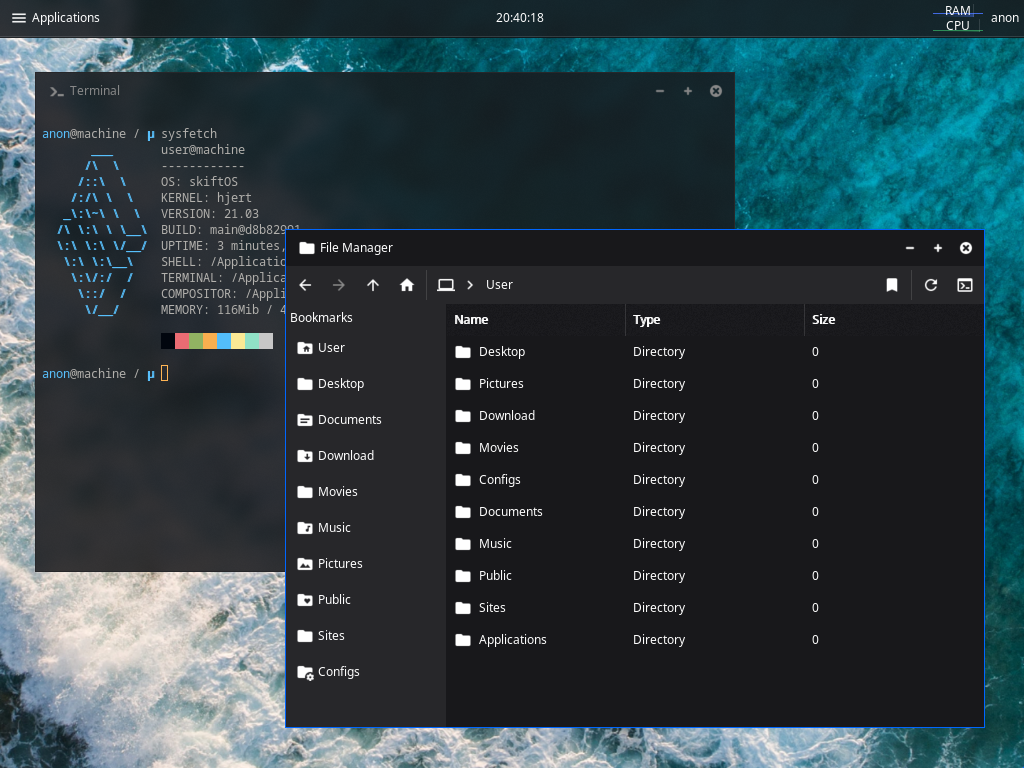 Applications
20:40:18
RAM
CPU
anon
Terminal
anon@machine / µ sysfetch
user@machine
------------
OS: skiftOS
KERNEL: hjert
VERSION: 21.03
BUILD: main@d8b82991
UPTIME: 3 minutes,
SHELL: /Applicatio
TERMINAL: /Applica
COMPOSITOR: /Appli
MEMORY: 116Mib / 4
anon@machine / µ
File Manager
User
Bookmarks
User
Desktop
Documents
Download
Movies
Music
Pictures
Public
Sites
Configs
Name Type Size
Desktop Directory 0
Pictures Directory 0
Download Directory 0
Movies Directory 0
Configs Directory 0
Documents Directory 0
Music Directory 0
Public Directory 0
Sites Directory 0
Applications Directory 0